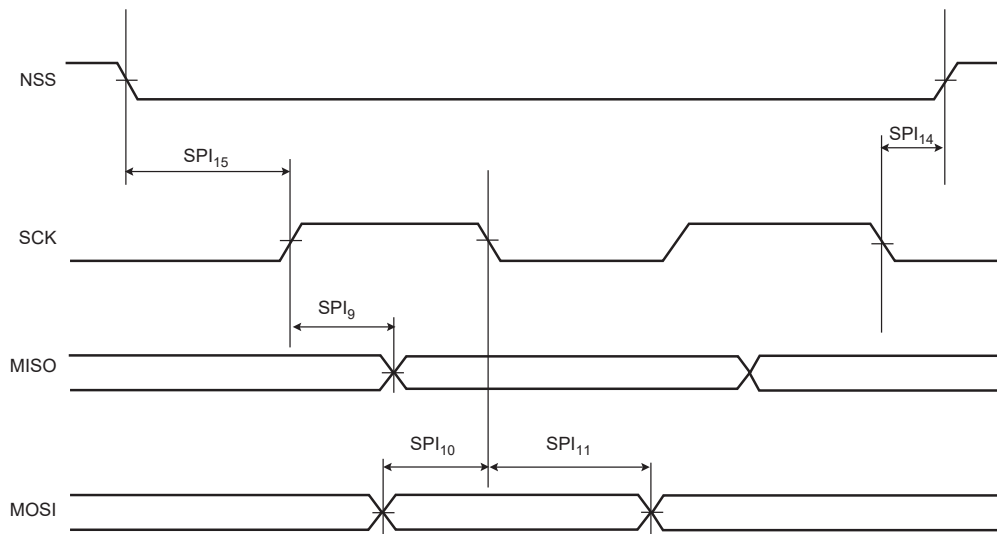 NSS
SPI₁₅
SPI₁₄
SCK
SPI₉
MISO
SPI₁₀
SPI₁₁
MOSI